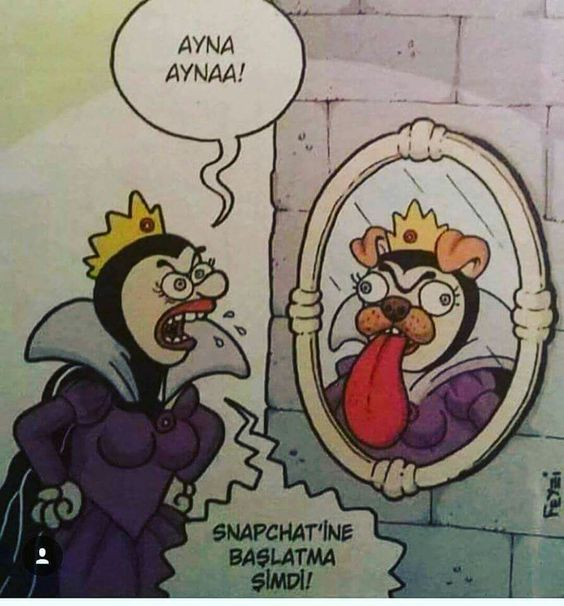 AYNA
AYNAA!
SNAPCHAT'İNE
BAŞLATMA
ŞİMDİ!
FEYZİ